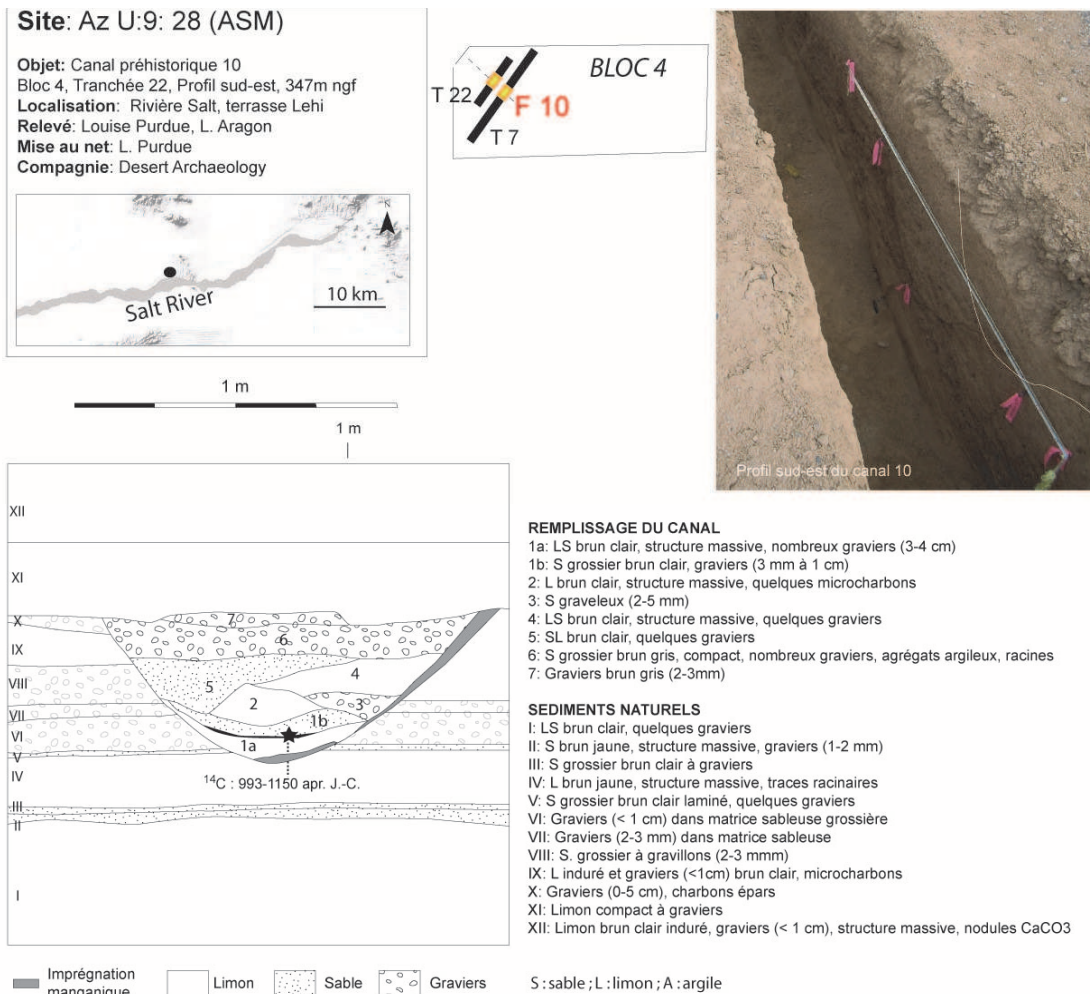 Site: Az U:9: 28 (ASM)
Objet: Canal préhistorique 10
Bloc 4, Tranchée 22, Profil sud-est, 347m ngf
Localisation: Rivière Salt, terrasse Lehi
Relevé: Louise Purdue, L. Aragon
Mise au net: L. Purdue
Compagnie: Desert Archaeology
BLOC 4
T 22
F 10
T 7
N
10 km
Salt River
Profil sud-est du canal 10
1 m
1 m
XII
XI
X
IX
VIII
VII
VI
V
IV
III
II
I
7
6
5
4
2
3
1b
1a
14C : 993-1150 apr. J.-C.
REMPLISSAGE DU CANAL
1a: LS brun clair, structure massive, nombreux graviers (3-4 cm)
1b: S grossier brun clair, graviers (3 mm à 1 cm)
2: L brun clair, structure massive, quelques microcharbons
3: S graveleux (2-5 mm)
4: LS brun clair, structure massive, quelques graviers
5: SL brun clair, quelques graviers
6: S grossier brun gris, compact, nombreux graviers, agrégats argileux, racines
7: Graviers brun gris (2-3mm)
SEDIMENTS NATURELS
I: LS brun clair, quelques graviers
II: S brun jaune, structure massive, graviers (1-2 mm)
III: S grossier brun clair à graviers
IV: L brun jaune, structure massive, traces racinaires
V: S grossier brun clair laminé, quelques graviers
VI: Graviers (< 1 cm) dans matrice sableuse grossière
VII: Graviers (2-3 mm) dans matrice sableuse
VIII: S. grossier à gravillons (2-3 mmm)
IX: L induré et graviers (<1cm) brun clair, microcharbons
X: Graviers (0-5 cm), charbons épars
XI: Limon compact à graviers
XII: Limon brun clair induré, graviers (< 1 cm), structure massive, nodules CaCO3
Imprégnation
manganique
Limon
Sable
Graviers
S : sable ; L : limon ; A : argile